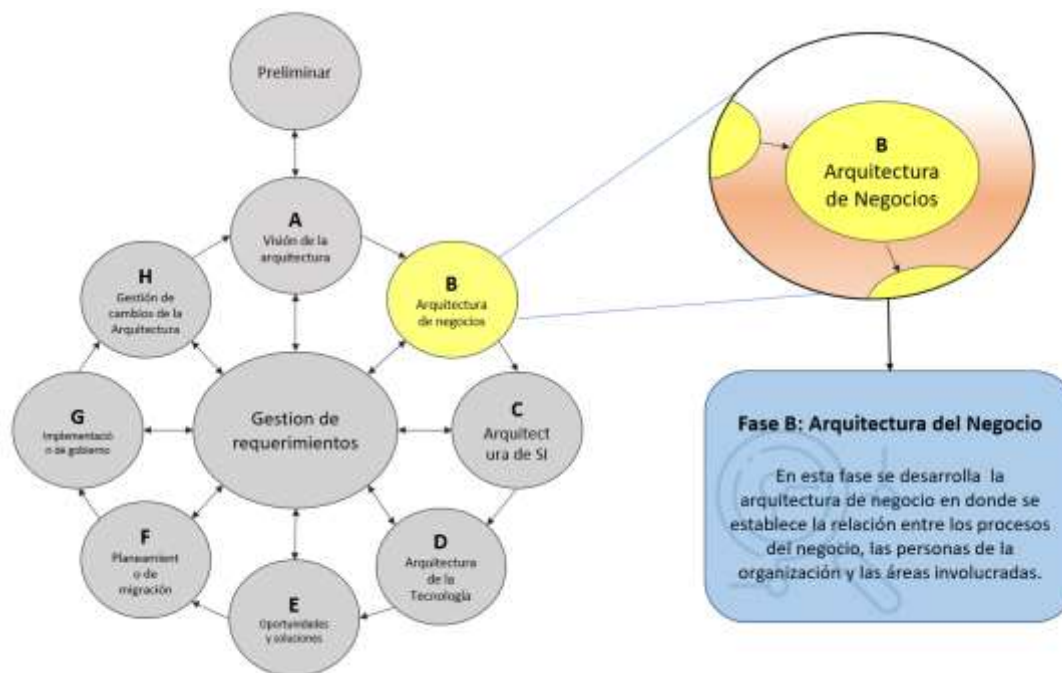 Preliminar
A
Visión de la
arquitectura
B
Arquitectura
de negocios
C
Arquitect
ura de SI
D
Arquitectura
de la
Tecnología
E
Oportunidades
y soluciones
F
Planeamient
o de
migración
G
Implementació
n de gobierno
H
Gestión de
cambios de la
Arquitectura
Gestion de
requerimientos
B
Arquitectura
de Negocios
Fase B: Arquitectura del Negocio
En esta fase se desarrolla la
arquitectura de negocio en donde se
establece la relación entre los procesos
del negocio, las personas de la
organización y las áreas involucradas.